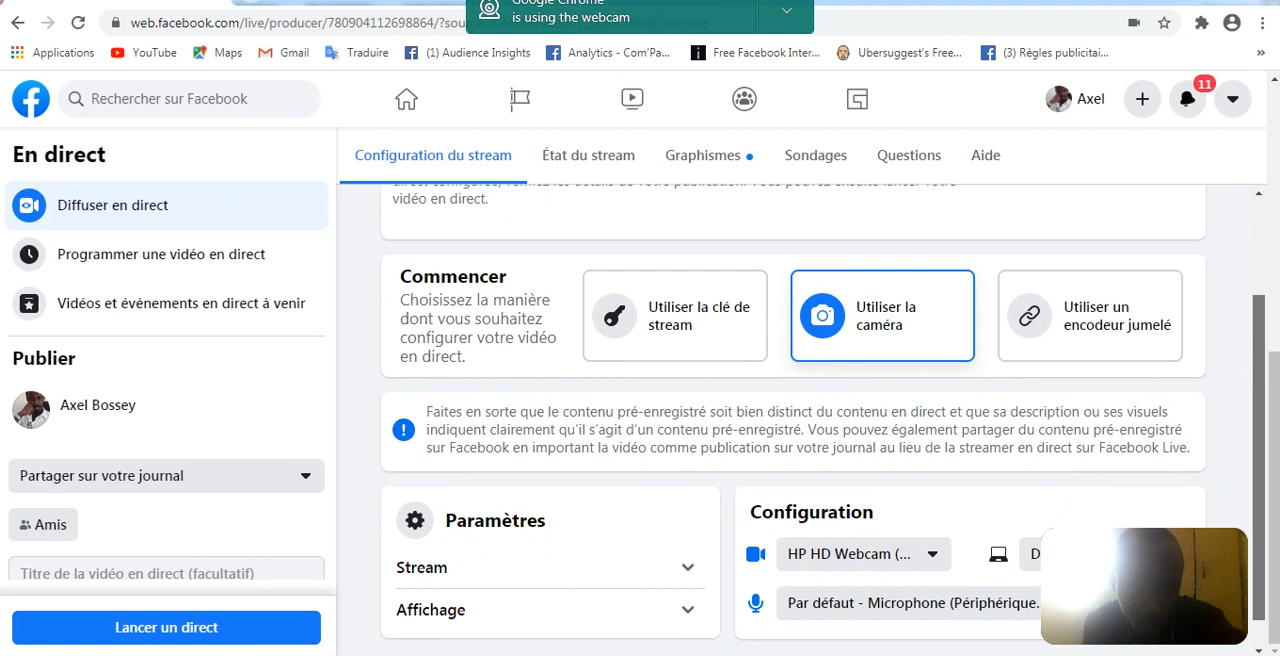 Google Chrome
is using the webcam
web.facebook.com/live/producer/780904112698864/?sou
Applications
YouTube
Maps
Gmail
Traduire
(1) Audience Insights
Analytics - Com'Pa...
Free Facebook Inter...
Ubersuggest's Free...
(3) Règles publicitai...
»
Rechercher sur Facebook
Axel
11
En direct
Diffuser en direct
Programmer une vidéo en direct
Vidéos et évènements en direct à venir
Publier
Axel Bossey
Partager sur votre journal
Amis
Titre de la vidéo en direct (facultatif)
Lancer un direct
Configuration du stream
État du stream
Graphismes
Sondages
Questions
Aide
vidéo en direct.
Commencer
Choisissez la manière
dont vous souhaitez
configurer votre vidéo
en direct.
Utiliser la clé de
stream
Utiliser la
caméra
Utiliser un
encodeur jumelé
Faites en sorte que le contenu pré-enregistré soit bien distinct du contenu en direct et que sa description ou ses visuels
indiquent clairement qu'il s'agit d'un contenu pré-enregistré. Vous pouvez également partager du contenu pré-enregistré
sur Facebook en important la vidéo comme publication sur votre journal au lieu de la streamer en direct sur Facebook Live.
Paramètres
Stream
Affichage
Configuration
HP HD Webcam (...
D
Par défaut - Microphone (Périphérique.